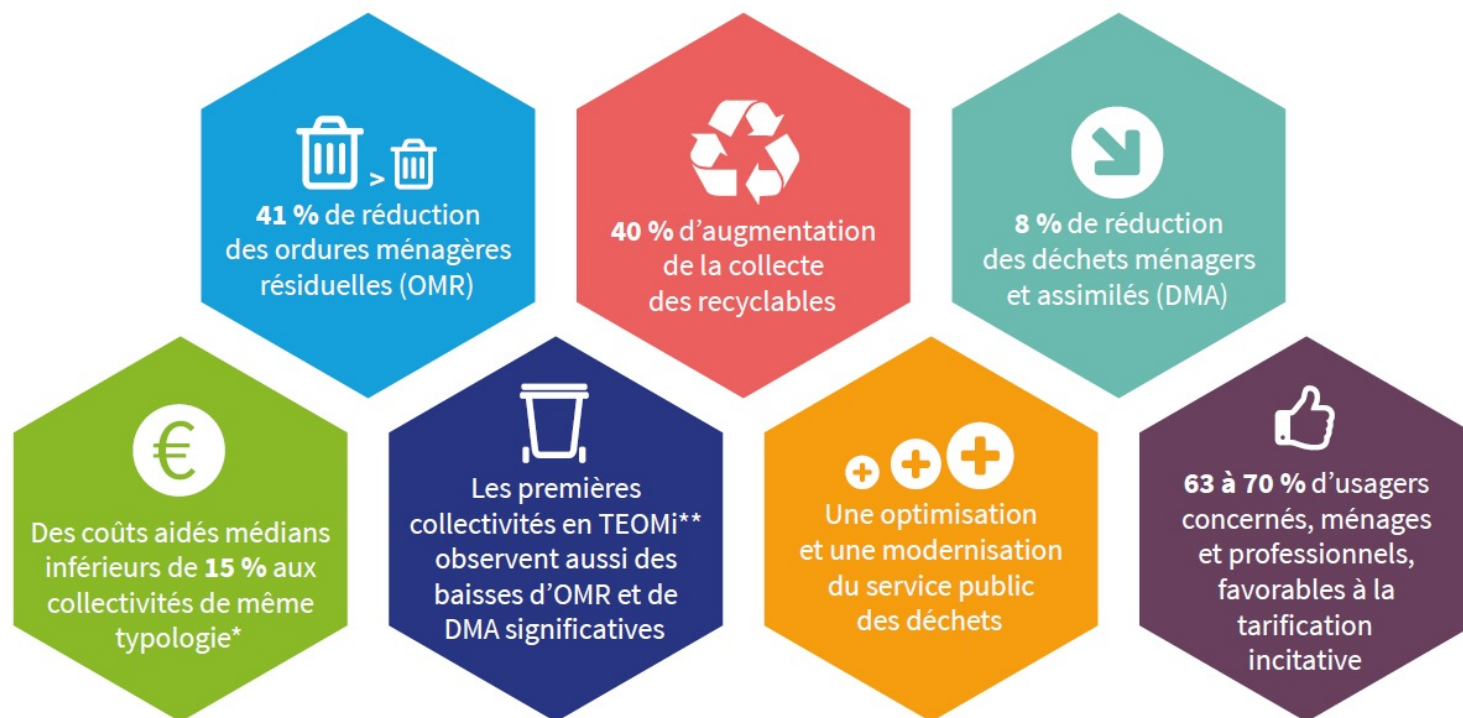 >
41 % de réduction
des ordures ménagères
résiduelles (OMR)
40 % d’augmentation
de la collecte
des recyclables
8 % de réduction
des déchets ménagers
et assimilés (DMA)
€
Des coûts aidés médians
inférieurs de 15 % aux
collectivités de même
typologie*
Les premières
collectivités en TEOMi**
observent aussi des
baisses d’OMR et de
DMA significatives
Une optimisation
et une modernisation
du service public
des déchets
63 à 70 % d’usagers
concernés, ménages
et professionnels,
favorables à la
tarification
incitative